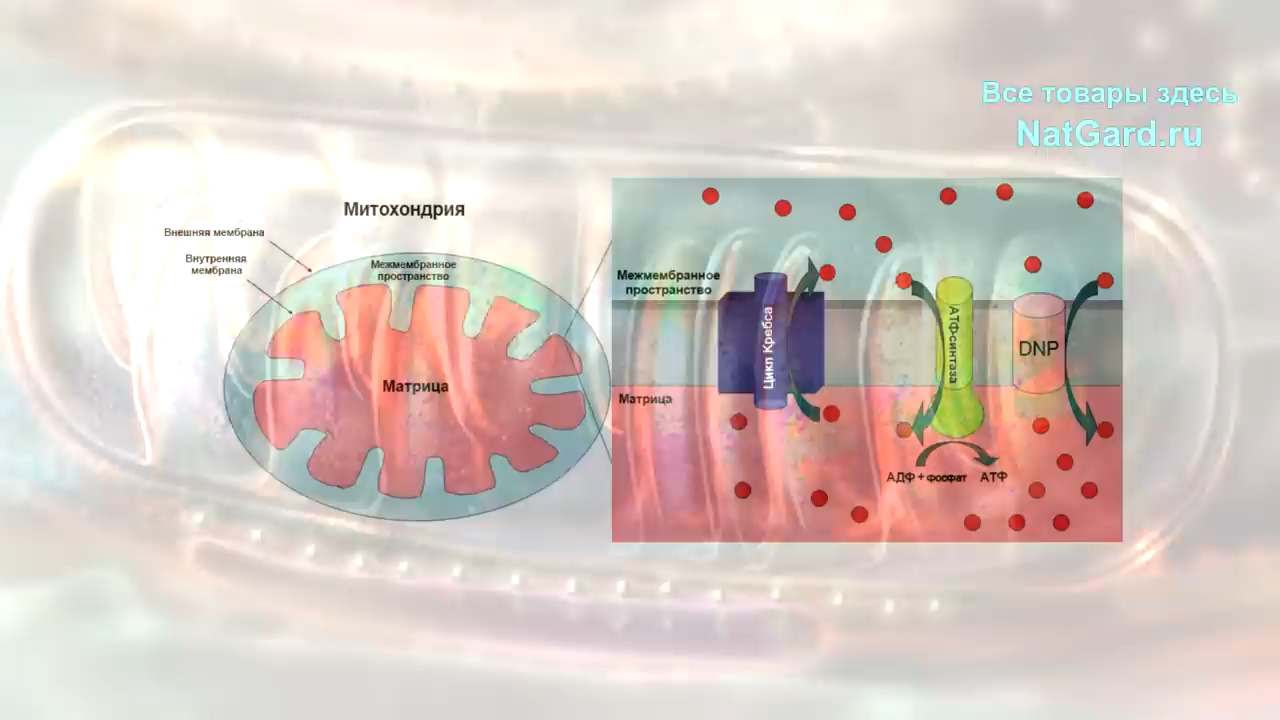 Все товары здесь
NatGard.ru
Митохондрия
Внешняя мембрана
Внутренняя
мембрана
Межмембранное
пространство
Матрица
Межмембранное
пространство
Цикл Кребса
АТФ-синтаза
DNP
Матрица
АДФ + фосфат АТФ